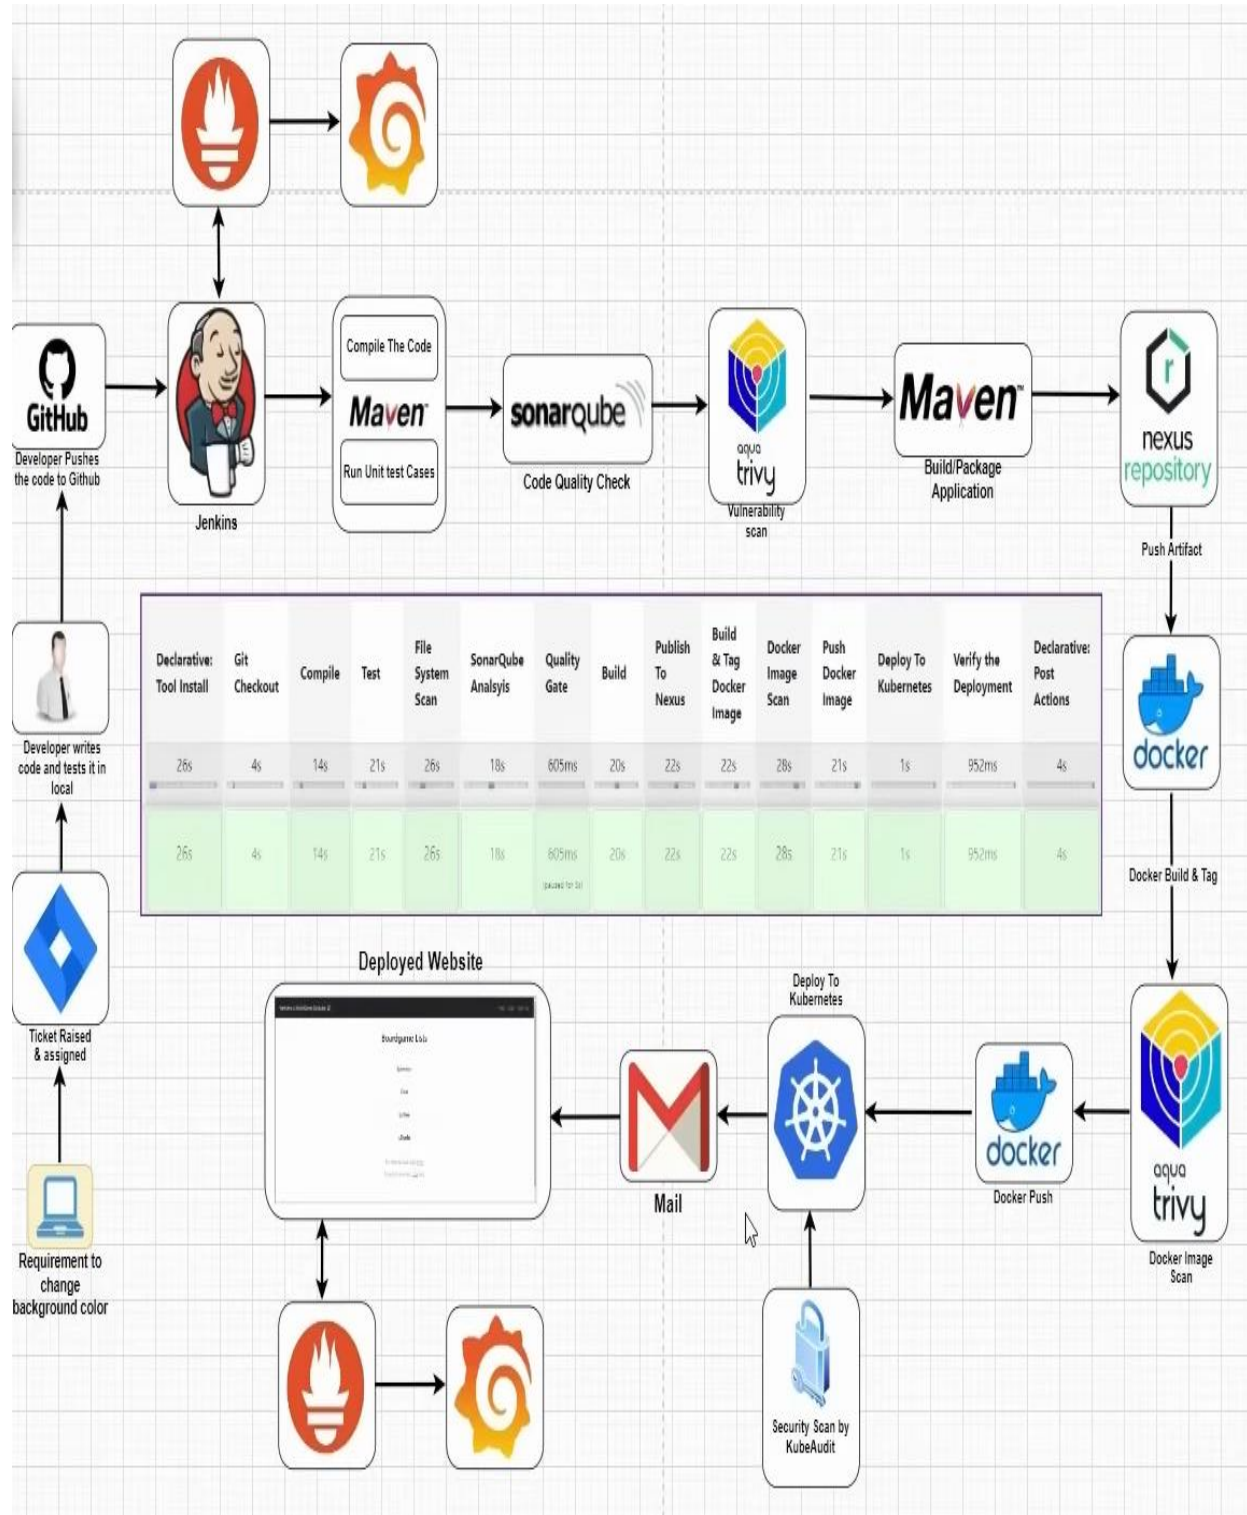 GitHub
Developer Pushes
the code to Github
Jenkins
Compile The Code
Maven™
Run Unit test Cases
sonarqube
Code Quality Check
aqua
trivy
Vulnerability
scan
Maven™
Build/Package
Application
nexus
repository
Push Artifact
Developer writes
code and tests it in
local
Declarative:
Tool Install
Git
Checkout
Compile
Test
File
System
Scan
SonarQube
Analsyis
Quality
Gate
Build
Publish
To
Nexus
Build
& Tag
Docker
Image
Docker
Image
Scan
Push
Docker
Image
Deploy To
Kubernetes
Verify the
Deployment
Declarative:
Post
Actions
26s 4s 14s 21s 26s 18s 605ms 20s 22s 22s 28s 21s 1s 952ms 4s
26s 4s 14s 21s 26s 18s 605ms 20s 22s 22s 28s 21s 1s 952ms 4s
docker
Docker Build & Tag
Ticket Raised
& assigned
Requirement to
change
background color
Deployed Website
Boardgame Lists
Mail
Deploy To
Kubernetes
docker
Docker Push
aqua
trivy
Docker Image
Scan
Security Scan by
KubeAudit